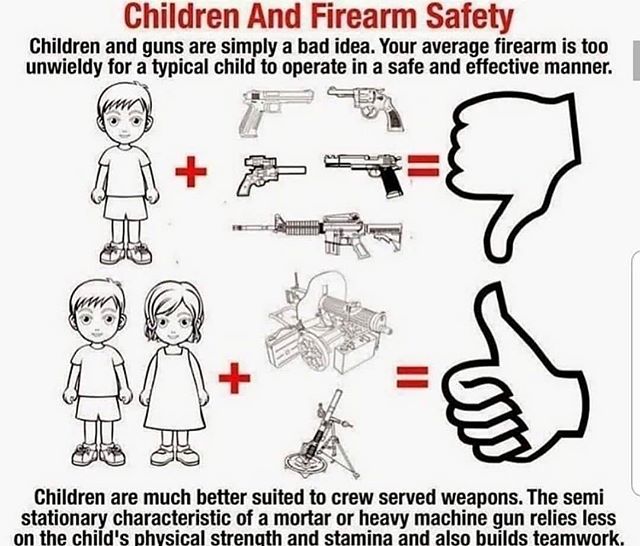 Children And Firearm Safety
Children and guns are simply a bad idea. Your average firearm is too
unwieldy for a typical child to operate in a safe and effective manner.
+
=
+
=
Children are much better suited to crew served weapons. The semi
stationary characteristic of a mortar or heavy machine gun relies less
on the child's physical strength and stamina and also builds teamwork.